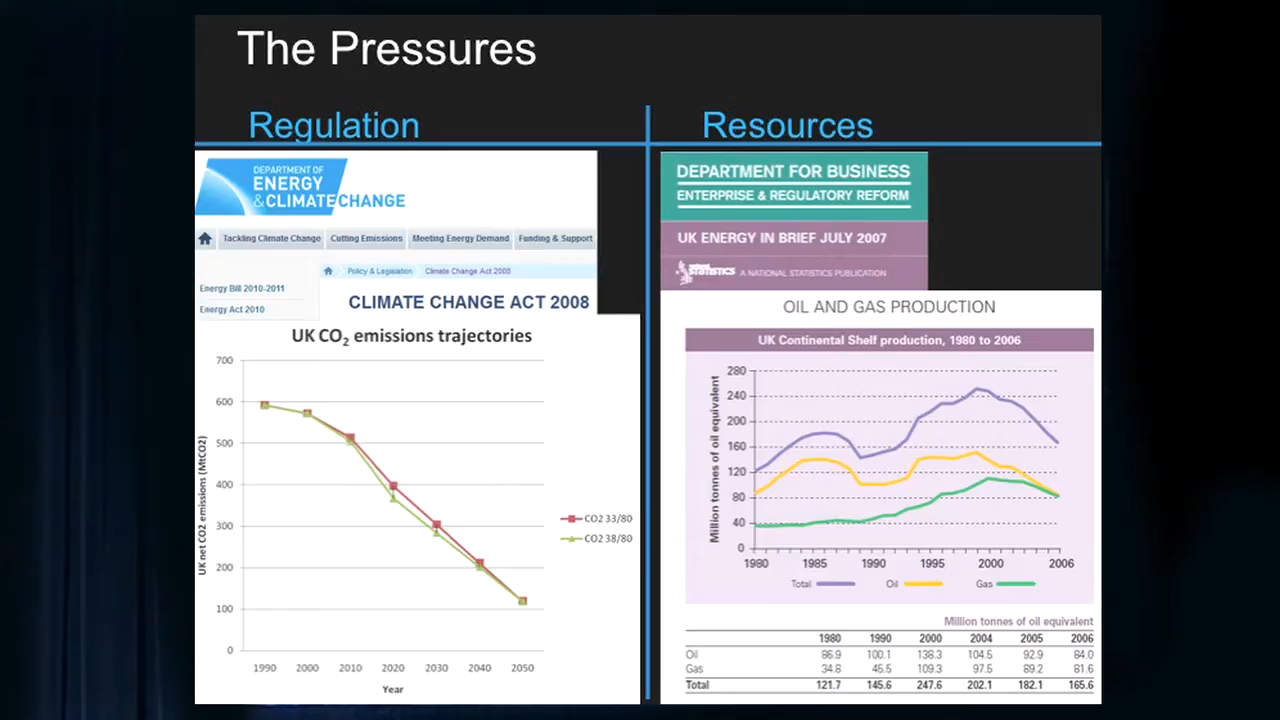 The Pressures
Regulation
DEPARTMENT OF
ENERGY
& CLIMATE CHANGE
Tackling Climate Change
Cutting Emissions
Meeting Energy Demand
Funding & Support
Policy & Legislation
Climate Change Act 2008
Energy Bill 2010-2011
Energy Act 2010
CLIMATE CHANGE ACT 2008
UK CO2 emissions trajectories
UK net CO2 emissions (MtCO2)
700
600
500
400
300
200
100
0
1990 2000 2010 2020 2030 2040 2050
Year
CO2 33/80
CO2 38/80
Resources
DEPARTMENT FOR BUSINESS
ENTERPRISE & REGULATORY REFORM
UK ENERGY IN BRIEF JULY 2007
STATISTICS
A NATIONAL STATISTICS PUBLICATION
OIL AND GAS PRODUCTION
UK Continental Shelf production, 1980 to 2006
Million tonnes of oil equivalent
280
240
200
160
120
80
40
0
1980 1985 1990 1995 2000 2006
Total Oil Gas
Million tonnes of oil equivalent
1980 1990 2000 2004 2005 2006
Oil 86.9 100.1 138.3 104.5 92.9 84.0
Gas 34.8 45.5 109.3 97.5 89.2 81.6
Total 121.7 145.6 247.6 202.1 182.1 165.6